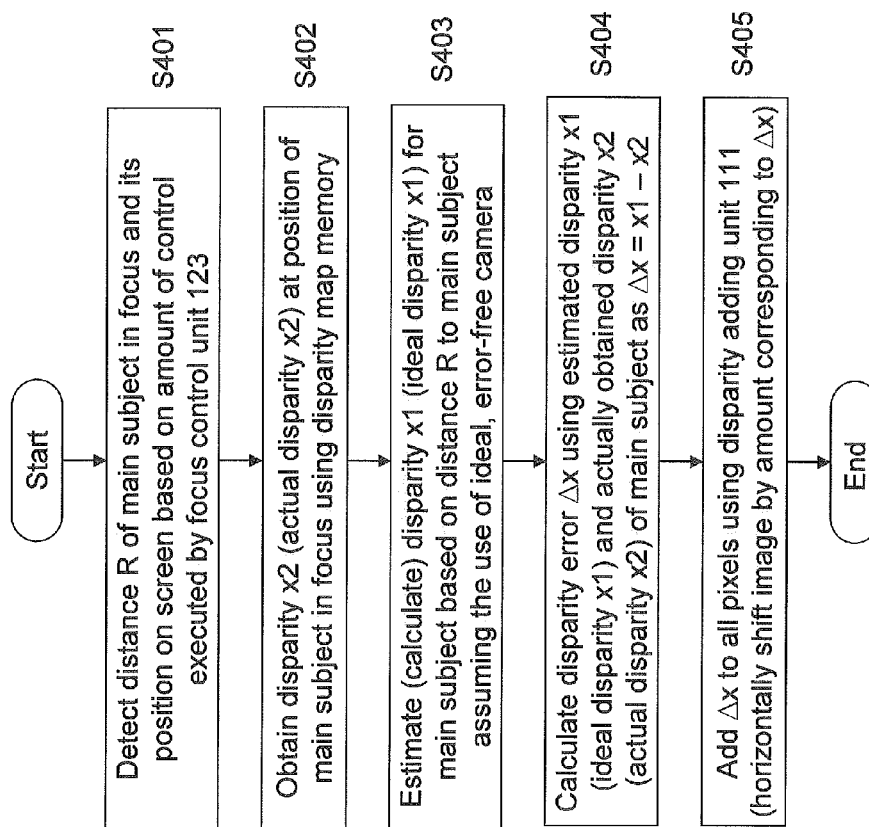 Start
Detect distance R of main subject in focus and its
position on screen based on amount of control
executed by focus control unit 123
S401
Obtain disparity x2 (actual disparity x2) at position of
main subject in focus using disparity map memory
S402
Estimate (calculate) disparity x1 (ideal disparity x1) for
main subject based on distance R to main subject
assuming the use of ideal, error-free camera
S403
Calculate disparity error Δx using estimated disparity x1
(ideal disparity x1) and actually obtained disparity x2
(actual disparity x2) of main subject as Δx = x1 – x2
S404
Add Δx to all pixels using disparity adding unit 111
(horizontally shift image by amount corresponding to Δx)
S405
End